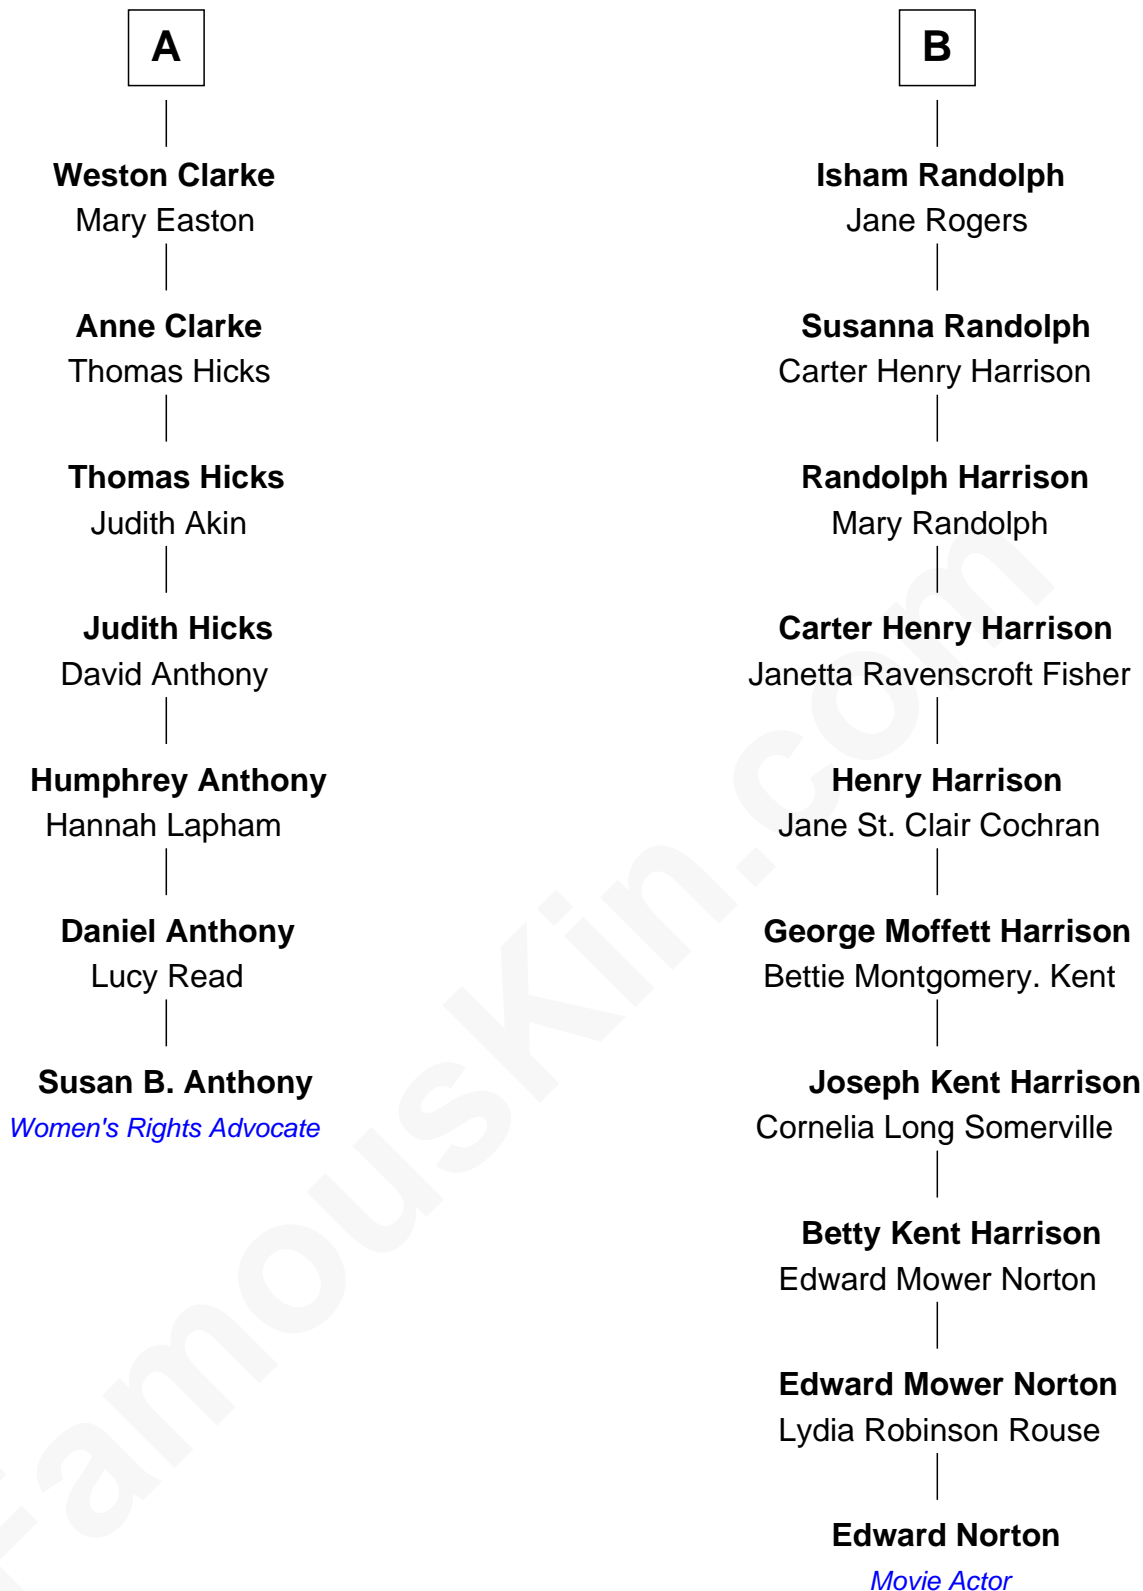 A
Weston Clarke
Mary Easton
Anne Clarke
Thomas Hicks
Thomas Hicks
Judith Akin
Judith Hicks
David Anthony
Humphrey Anthony
Hannah Lapham
Daniel Anthony
Lucy Read
Susan B. Anthony
Women's Rights Advocate
B
Isham Randolph
Jane Rogers
Susanna Randolph
Carter Henry Harrison
Randolph Harrison
Mary Randolph
Carter Henry Harrison
Janetta Ravenscroft Fisher
Henry Harrison
Jane St. Clair Cochran
George Moffett Harrison
Bettie Montgomery. Kent
Joseph Kent Harrison
Cornelia Long Somerville
Betty Kent Harrison
Edward Mower Norton
Edward Mower Norton
Lydia Robinson Rouse
Edward Norton
Movie Actor
FamousKin.com